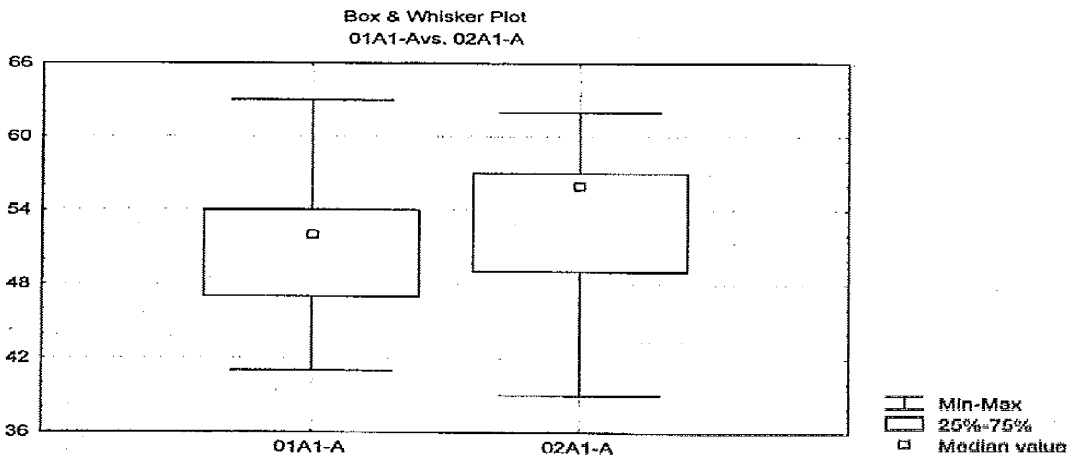 Box & Whisker Plot
01A1-Avs. 02A1-A
66
60
54
48
42
36
01A1-A
02A1-A
Min-Max
25%-75%
Median value